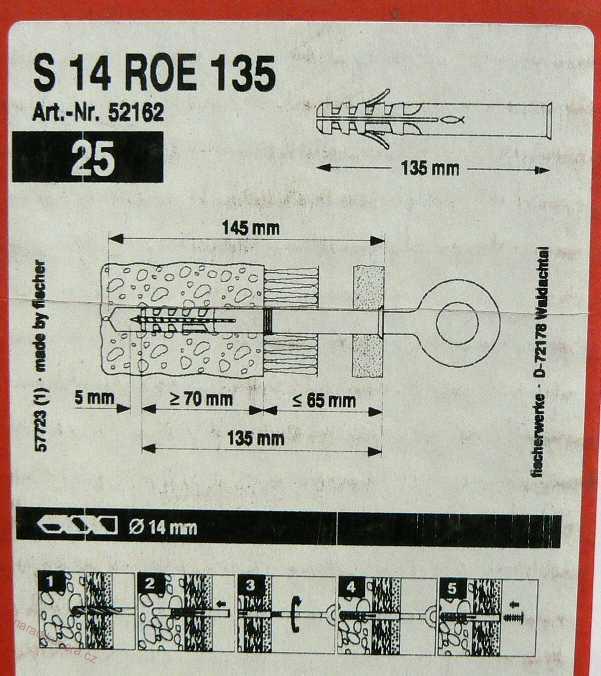 S 14 ROE 135
Art.-Nr. 52162
25
135 mm
145 mm
57723 (1) · made by fischer
fischerwerke · D-72178 Waldachtal
5 mm
≥ 70 mm
≤ 65 mm
135 mm
Ø 14 mm
1
2
3
4
5